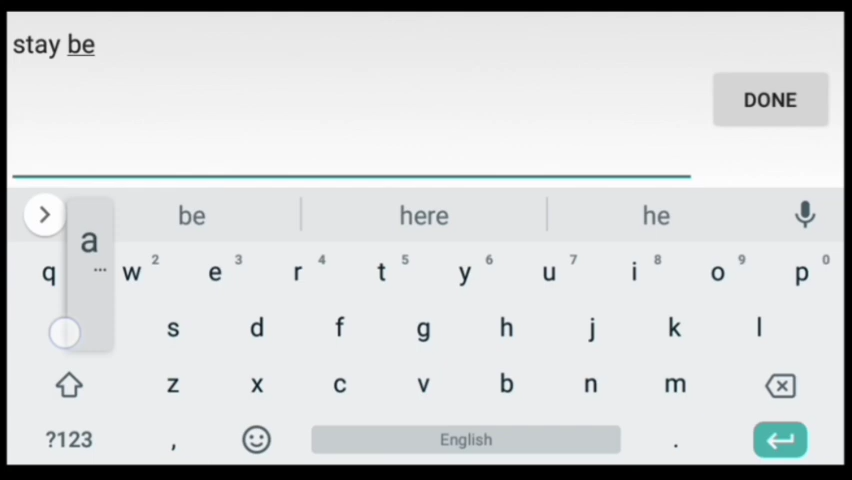 stay be
DONE
be here he
a
...
q w 2 e 3 r 4 t 5 y 6 u 7 i 8 o 9 p 0
s d f g h j k l
z x c v b n m
?123 , English .